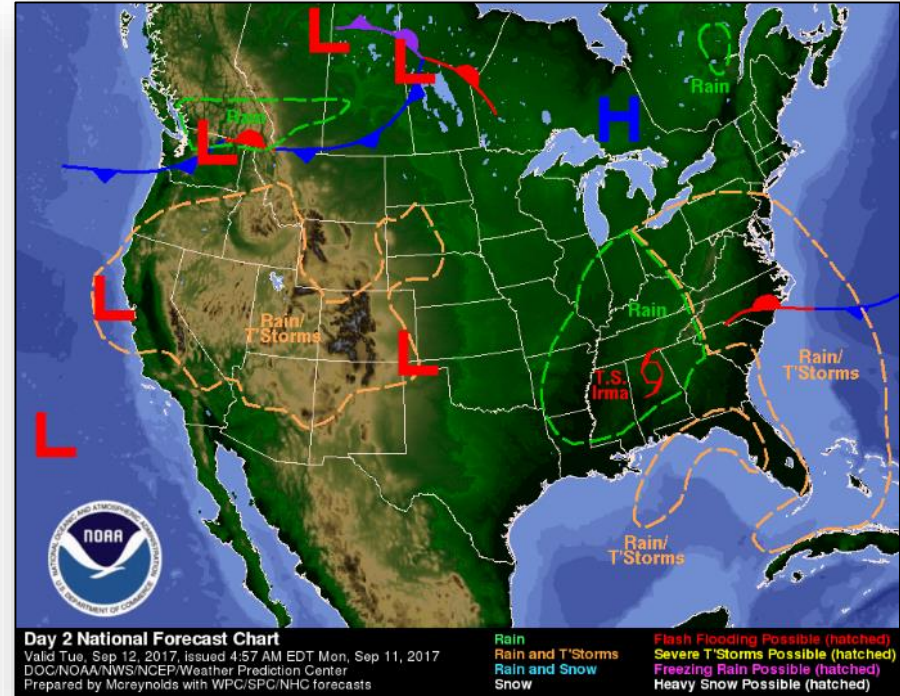 L
L
H
Rain
Rain
L
L
Rain/
T'Storms
Rain
L
T.S.
Irma
Rain/
T'Storms
L
Rain/
T'Storms
NATIONAL OCEANIC AND ATMOSPHERIC ADMINISTRATION
NOAA
U.S. DEPARTMENT OF COMMERCE
Day 2 National Forecast Chart
Valid Tue, Sep 12, 2017, issued 4:57 AM EDT Mon, Sep 11, 2017
DOC/NOAA/NWS/NCEP/Weather Prediction Center
Prepared by Mcreynolds with WPC/SPC/NHC forecasts
Rain
Rain and T'Storms
Rain and Snow
Snow
Flash Flooding Possible (hatched)
Severe T'Storms Possible (hatched)
Freezing Rain Possible (hatched)
Heavy Snow Possible (hatched)